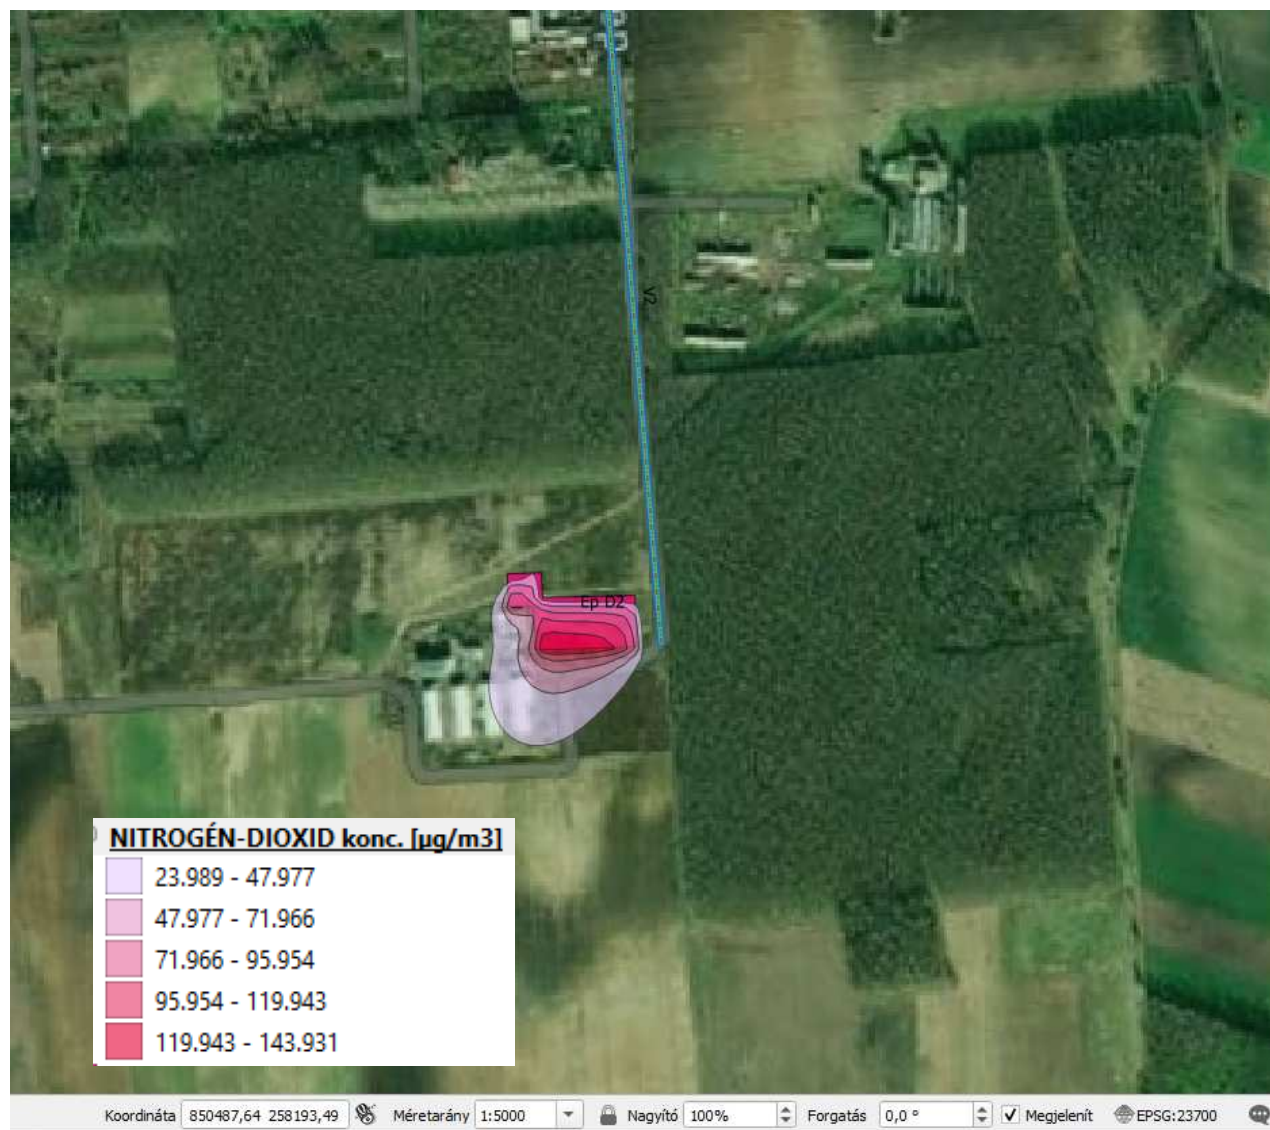 V2
Ep D2
NITROGÉN-DIOXID konc. [µg/m3]
23.989 - 47.977
47.977 - 71.966
71.966 - 95.954
95.954 - 119.943
119.943 - 143.931
Koordináta 850487,64 258193,49 Méretarány 1:5000 Nagyító 100% Forgatás 0,0 ° Megjelenít EPSG:23700